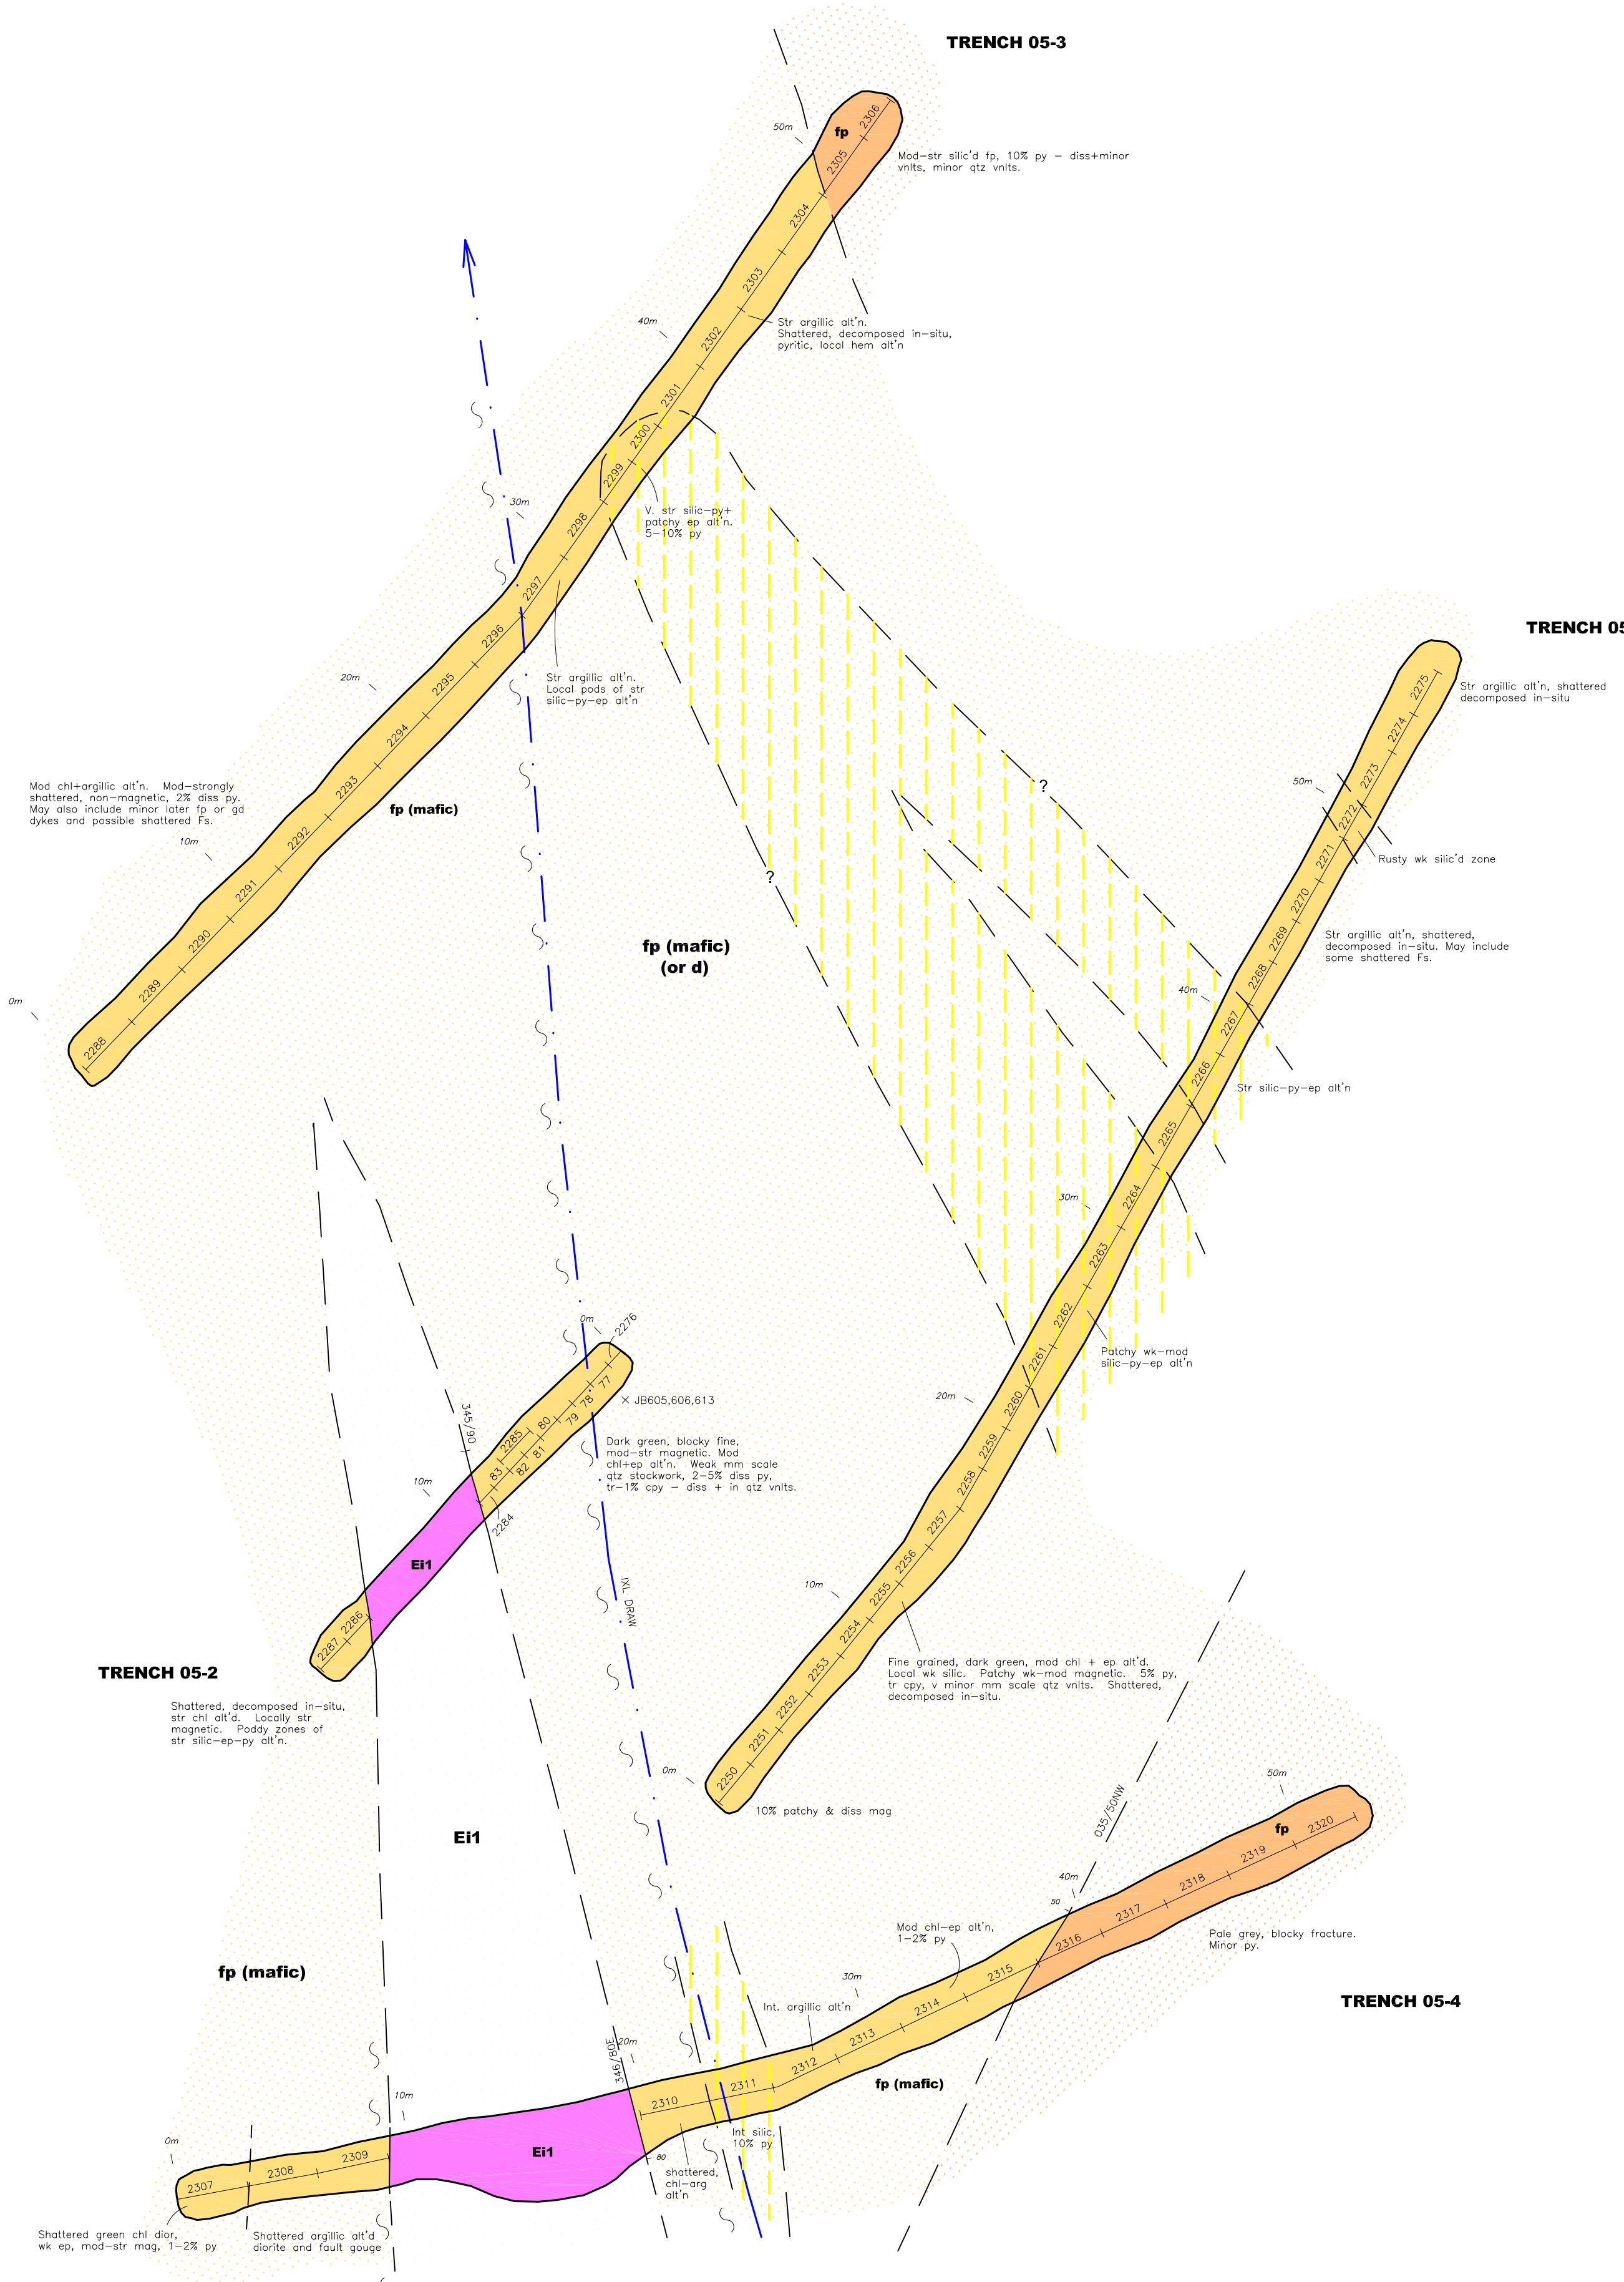 TRENCH 05-3
50m
fp
2306
2305
Mod-str silic'd fp, 10% py - diss+minor
vnlts, minor qtz vnlts.
2304
2303
40m
Str argillic alt'n.
Shattered, decomposed in-situ,
pyritic, local hem alt'n
2302
2301
2300
2299
30m
V. str silic-py+
patchy ep alt'n.
5-10% py
2298
2297
2296
Str argillic alt'n.
Local pods of str
silic-py-ep alt'n
20m
2295
2294
2293
Mod chl+argillic alt'n. Mod-strongly
shattered, non-magnetic, 2% diss py.
May also include minor later fp or gd
dykes and possible shattered Fs.
fp (mafic)
10m
2292
2291
2290
2289
0m
2288
fp (mafic)
(or d)
?
?
TRENCH 05
2275
Str argillic alt'n, shattered
decomposed in-situ
2274
2273
50m
2272
2271
Rusty wk silic'd zone
2270
2269
Str argillic alt'n, shattered,
decomposed in-situ. May include
some shattered Fs.
2268
40m
2267
2266
Str silic-py-ep alt'n
2265
2264
30m
2263
2262
Patchy wk-mod
silic-py-ep alt'n
2261
2260
20m
2259
2258
2257
2256
10m
2255
2254
2253
2252
2251
2250
0m
Fine grained, dark green, mod chl + ep alt'd.
Local wk silic. Patchy wk-mod magnetic. 5% py,
tr cpy, v minor mm scale qtz vnlts. Shattered,
decomposed in-situ.
10% patchy & diss mag
0m
2276
77
78
79
80
81
82
83
2285
2284
JB605,606,613
345/90
Dark green, blocky fine,
mod-str magnetic. Mod
chl+ep alt'n. Weak mm scale
qtz stockwork, 2-5% diss py,
tr-1% cpy - diss + in qtz vnlts.
10m
Ei1
IXL DRAW
2286
2287
TRENCH 05-2
Shattered, decomposed in-situ,
str chl alt'd. Locally str
magnetic. Poddy zones of
str silic-ep-py alt'n.
Ei1
035/50NW
50m
fp
2320
2319
2318
2317
40m
50
2316
Pale grey, blocky fracture.
Minor py.
TRENCH 05-4
Mod chl-ep alt'n,
1-2% py
2315
30m
2314
Int. argillic alt'n
2313
2312
fp (mafic)
fp (mafic)
346/80E
20m
2311
2310
Int silic,
10% py
80
shattered,
chl-arg
alt'n
Ei1
10m
0m
2309
2308
2307
Shattered green chl dior,
wk ep, mod-str mag, 1-2% py
Shattered argillic alt'd
diorite and fault gouge